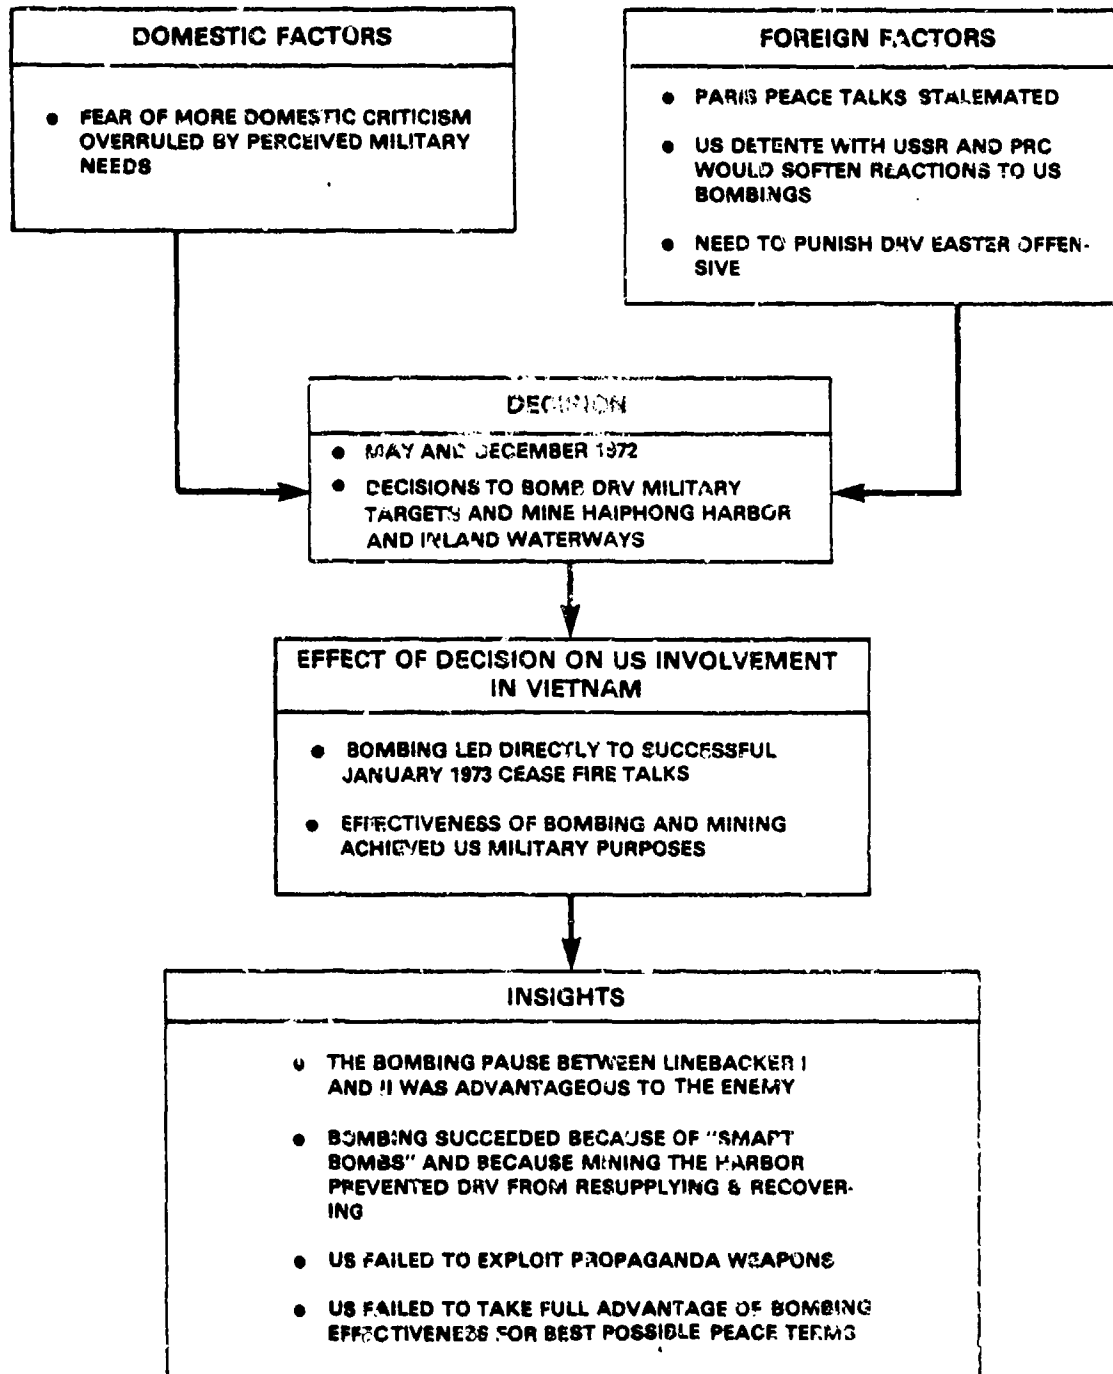 DOMESTIC FACTORS
• FEAR OF MORE DOMESTIC CRITICISM
OVERRULED BY PERCEIVED MILITARY
NEEDS
FOREIGN FACTORS
• PARIS PEACE TALKS STALEMATED
• US DETENTE WITH USSR AND PRC
WOULD SOFTEN REACTIONS TO US
BOMBINGS
• NEED TO PUNISH DRV EASTER OFFEN-
SIVE
DECISION
• MAY AND DECEMBER 1972
• DECISIONS TO BOMB DRV MILITARY
TARGETS AND MINE HAIPHONG HARBOR
AND INLAND WATERWAYS
EFFECT OF DECISION ON US INVOLVEMENT
IN VIETNAM
• BOMBING LED DIRECTLY TO SUCCESSFUL
JANUARY 1973 CEASE FIRE TALKS
• EFFECTIVENESS OF BOMBING AND MINING
ACHIEVED US MILITARY PURPOSES
INSIGHTS
• THE BOMBING PAUSE BETWEEN LINEBACKER I
AND II WAS ADVANTAGEOUS TO THE ENEMY
• BOMBING SUCCEEDED BECAUSE OF "SMART
BOMBS" AND BECAUSE MINING THE HARBOR
PREVENTED DRV FROM RESUPPLYING & RECOVER-
ING
• US FAILED TO EXPLOIT PROPAGANDA WEAPONS
• US FAILED TO TAKE FULL ADVANTAGE OF BOMBING
EFFECTIVENESS FOR BEST POSSIBLE PEACE TERMS